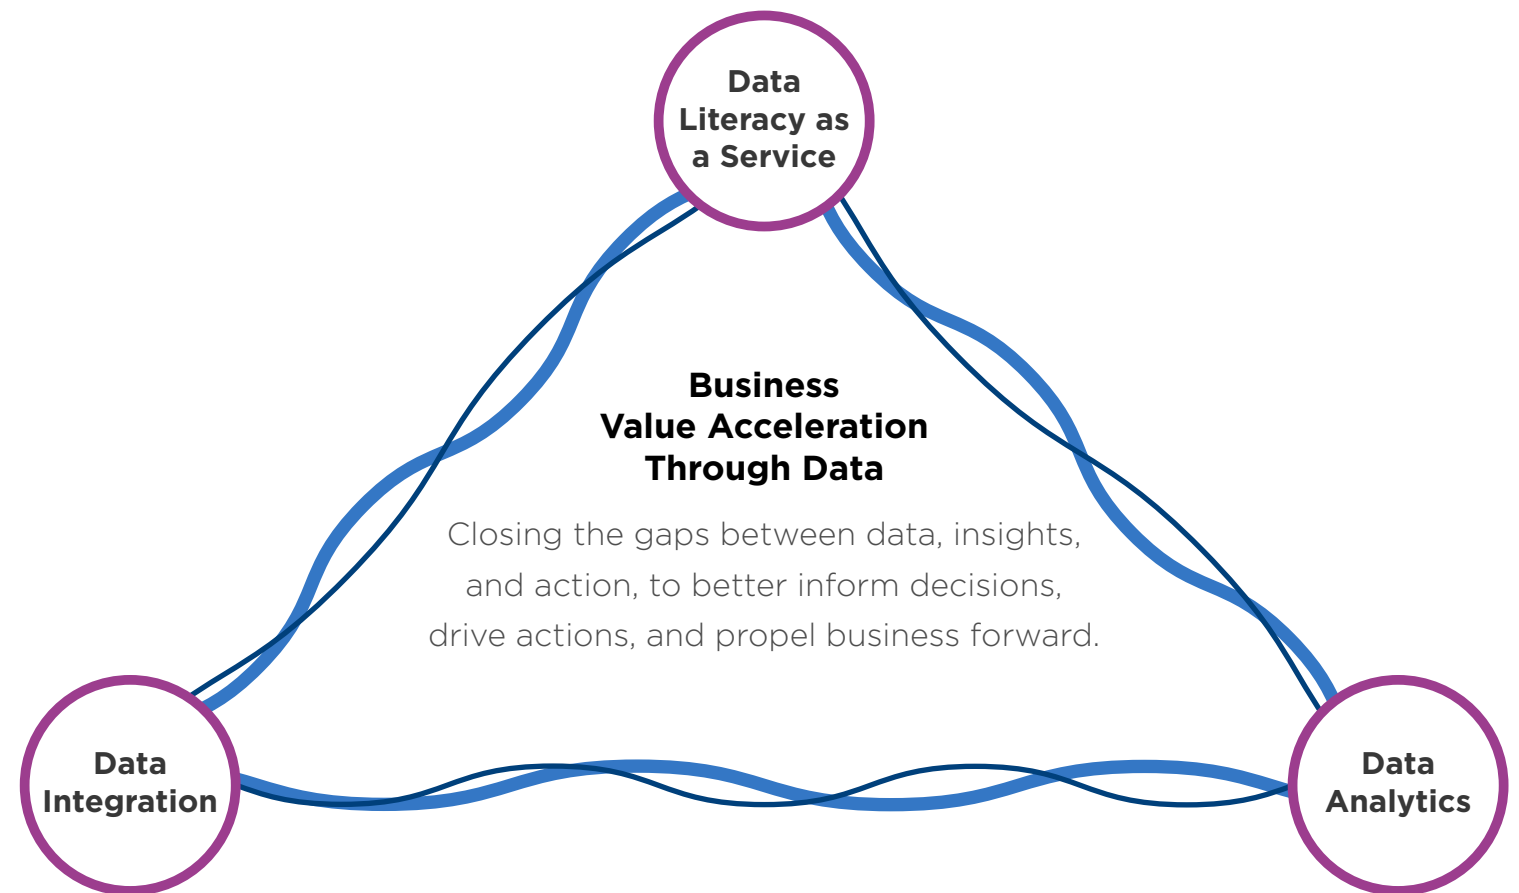 Data
Literacy as
a Service
Business
Value Acceleration
Through Data
Closing the gaps between data, insights,
and action, to better inform decisions,
drive actions, and propel business forward.
Data
Integration
Data
Analytics